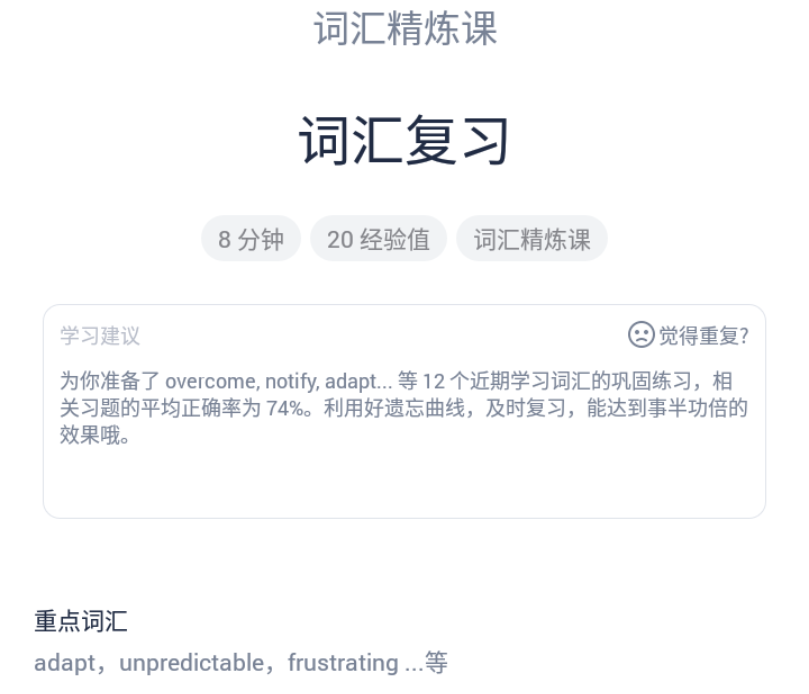 词汇精炼课
词汇复习
8 分钟 20 经验值 词汇精炼课
学习建议 觉得重复?
为你准备了 overcome, notify, adapt... 等 12 个近期学习词汇的巩固练习，相
关习题的平均正确率为 74%。利用好遗忘曲线，及时复习，能达到事半功倍的
效果哦。
重点词汇
adapt，unpredictable，frustrating ...等